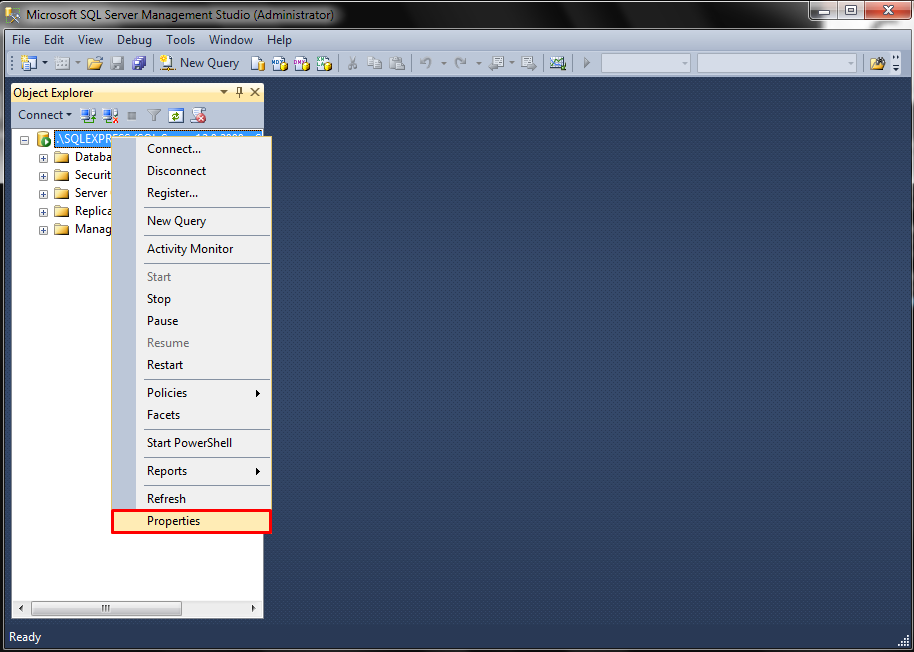 Microsoft SQL Server Management Studio (Administrator)
File Edit View Debug Tools Window Help
New Query
Object Explorer
Connect
.\SQLEXPRESS (SQL Server
Databa
Securit
Server
Replica
Manag
Connect...
Disconnect
Register...
New Query
Activity Monitor
Start
Stop
Pause
Resume
Restart
Policies
Facets
Start PowerShell
Reports
Refresh
Properties
Ready